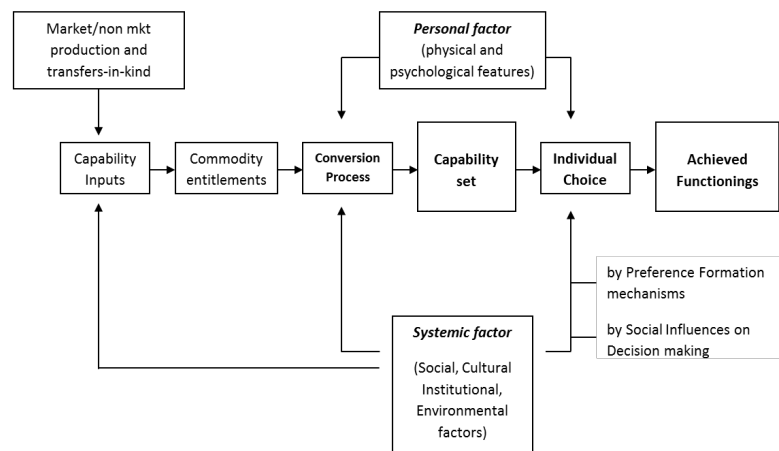 Market/non mkt
production and
transfers-in-kind
Personal factor
(physical and
psychological features)
Capability
Inputs
Commodity
entitlements
Conversion
Process
Capability
set
Individual
Choice
Achieved
Functionings
by Preference Formation
mechanisms
by Social Influences on
Decision making
Systemic factor
(Social, Cultural
Institutional,
Environmental
factors)